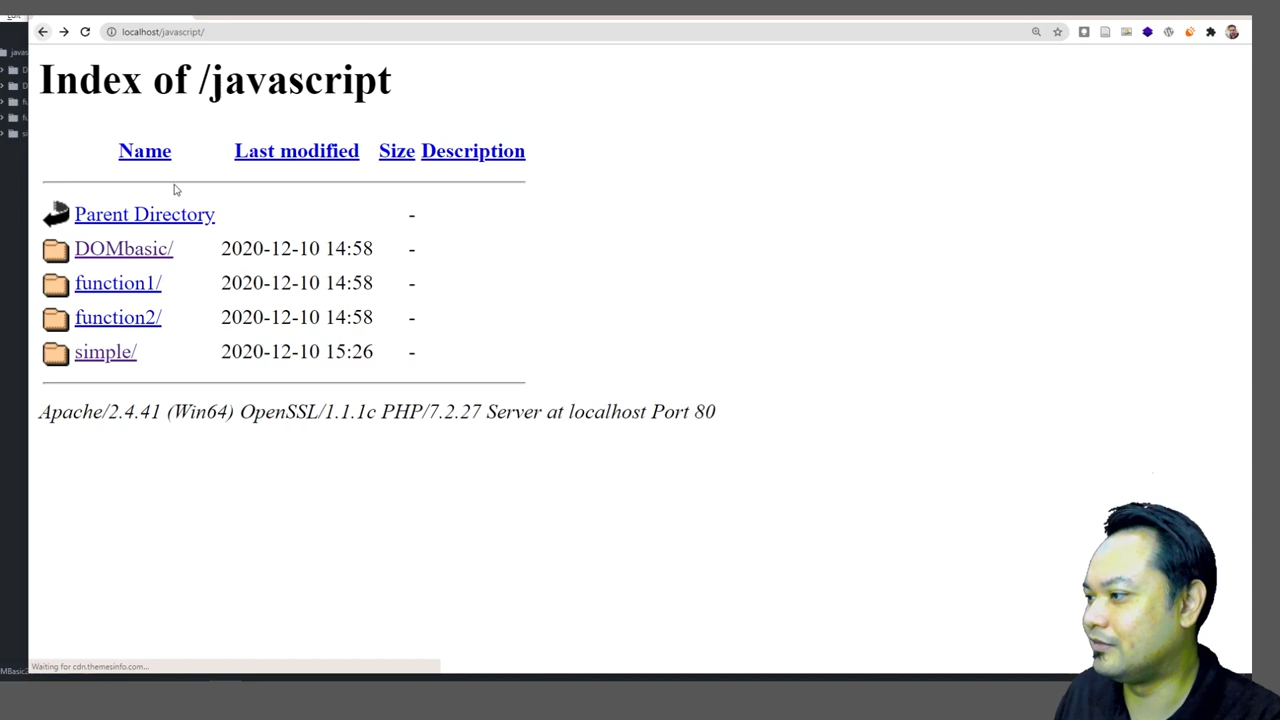 Edit
localhost/javascript/
javas
Index of /javascript
Name Last modified Size Description
Parent Directory -
DOMbasic/ 2020-12-10 14:58 -
function1/ 2020-12-10 14:58 -
function2/ 2020-12-10 14:58 -
simple/ 2020-12-10 15:26 -
Apache/2.4.41 (Win64) OpenSSL/1.1.1c PHP/7.2.27 Server at localhost Port 80
Waiting for cdn.themesinfo.com...